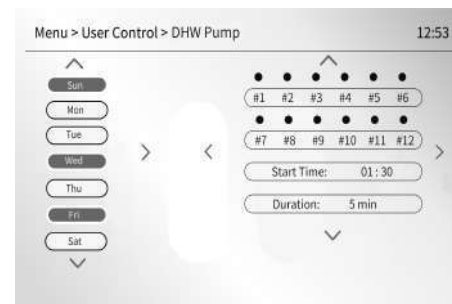 Menu > User Control > DHW Pump 12:53
Sun
Mon
Tue
Wed
Thu
Fri
Sat
#1 #2 #3 #4 #5 #6
#7 #8 #9 #10 #11 #12
Start Time: 01:30
Duration: 5 min